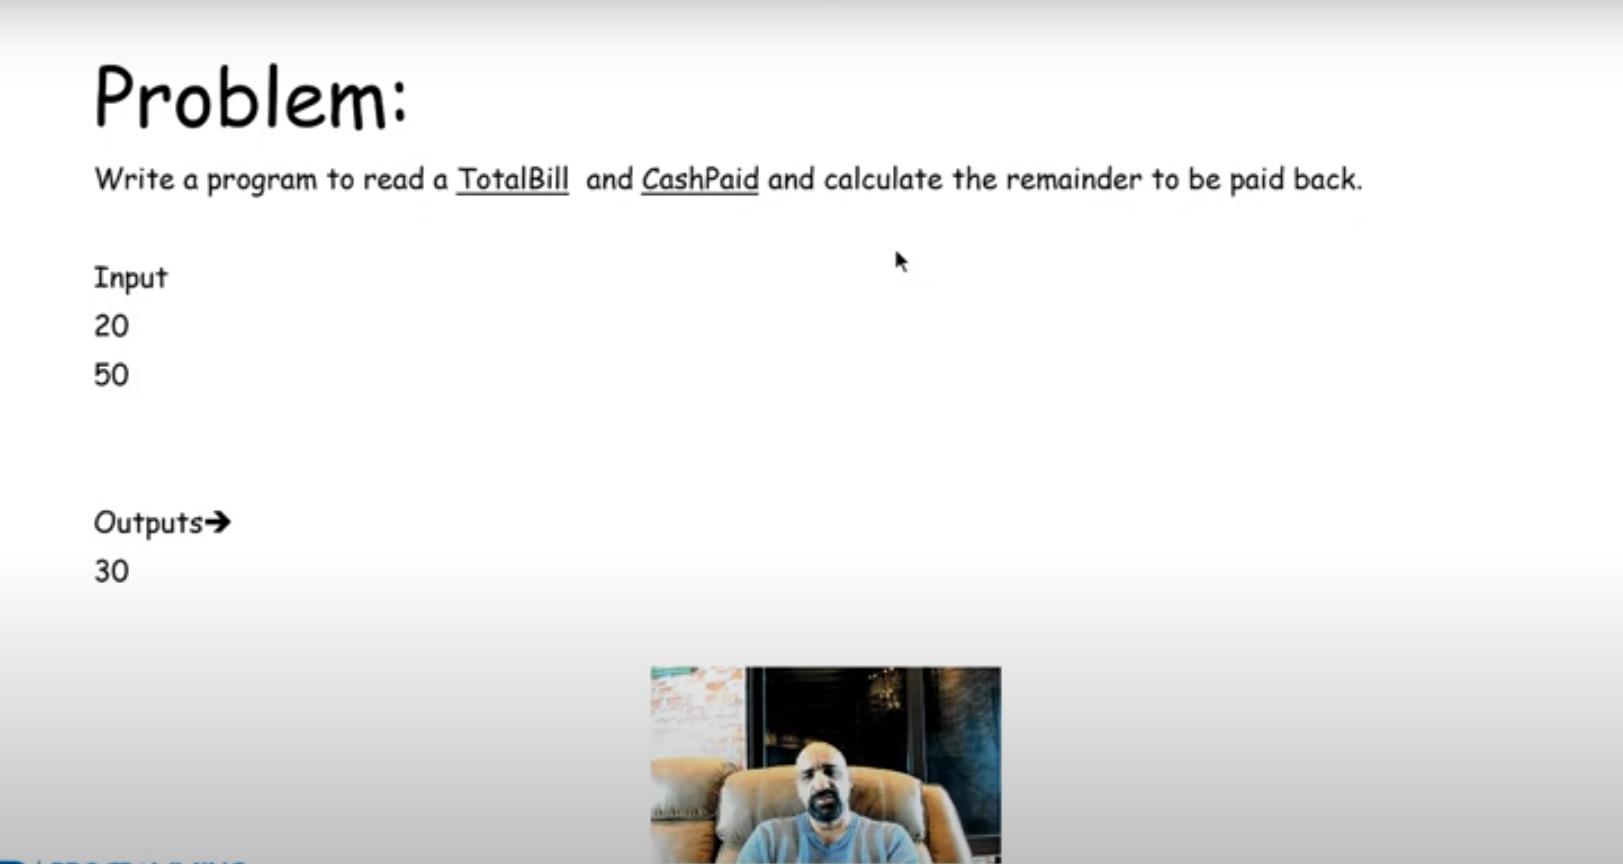 Problem:
Write a program to read a TotalBill and CashPaid and calculate the remainder to be paid back.
Input
20
50
Outputs➔
30